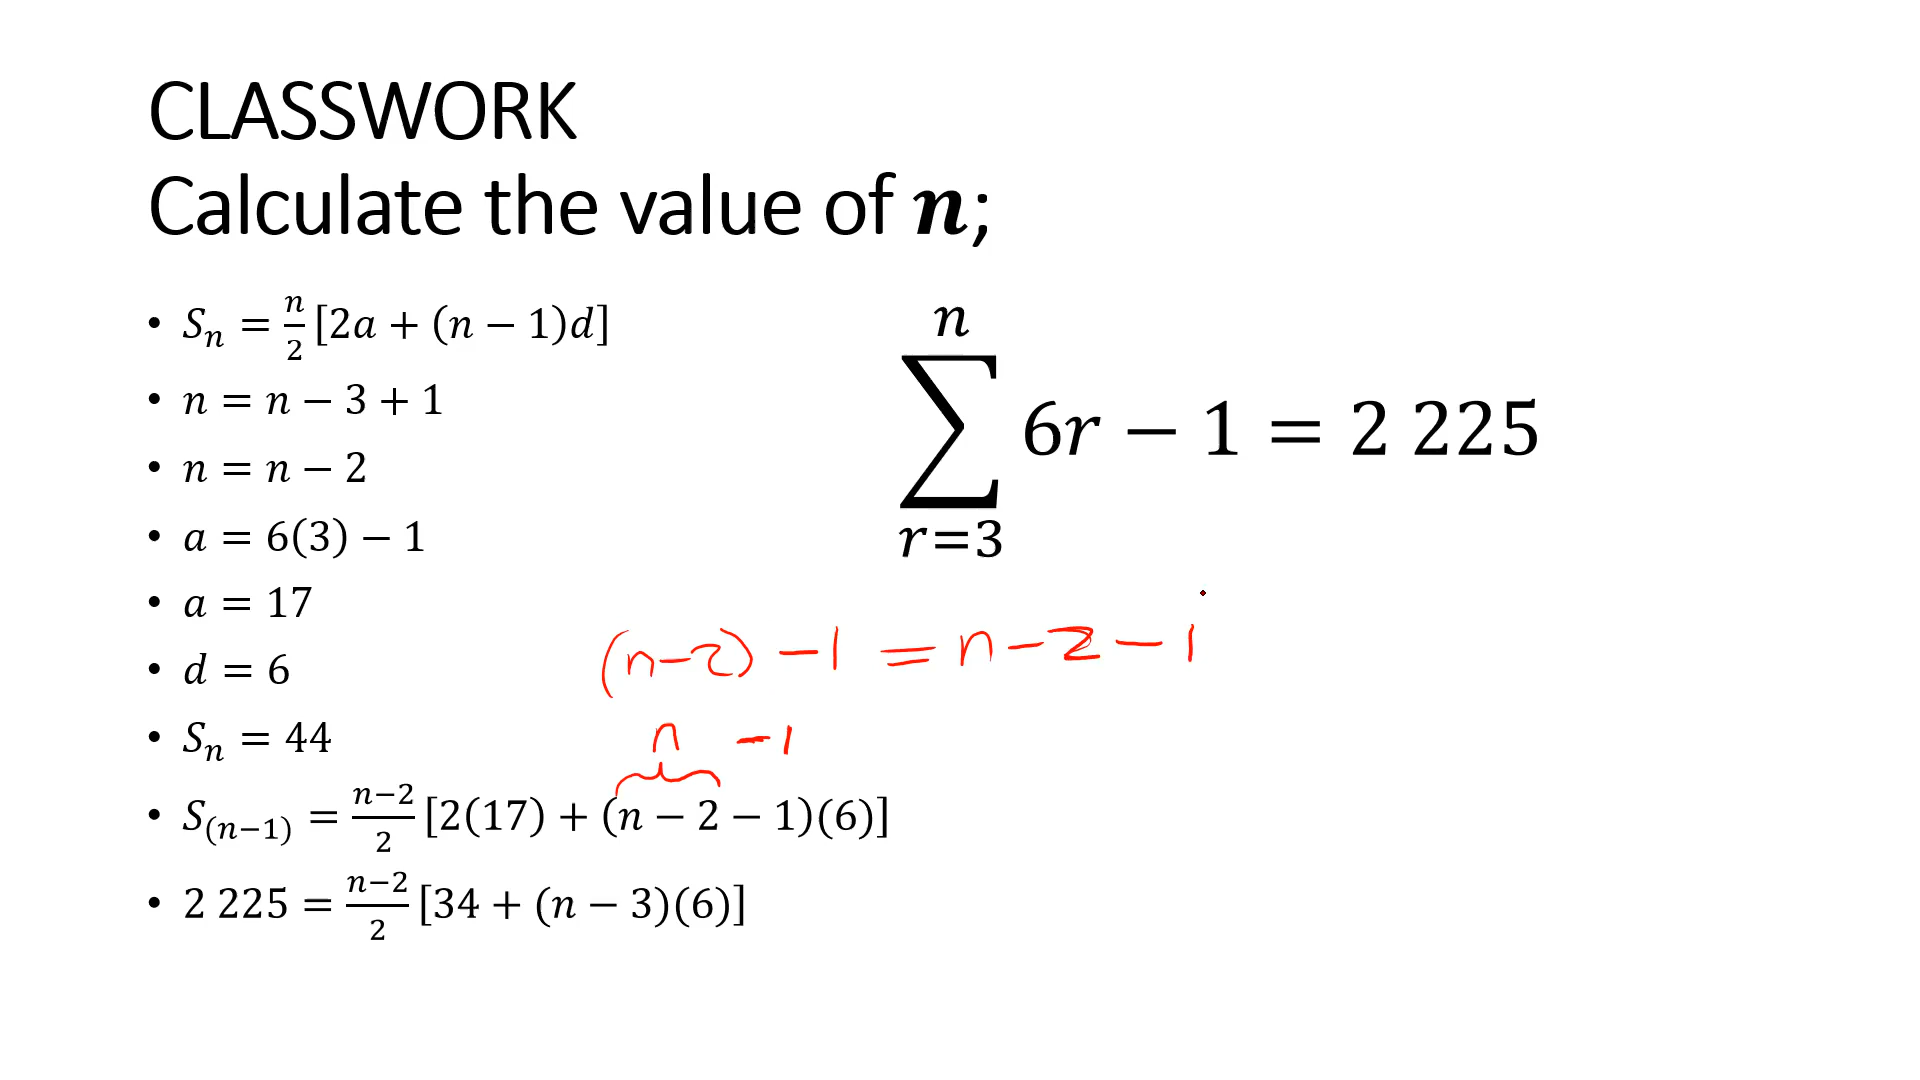 CLASSWORK
Calculate the value of n;
• Sₙ = n/2 [2a + (n − 1)d]
• n = n − 3 + 1
• n = n − 2
• a = 6(3) − 1
• a = 17
• d = 6
• Sₙ = 44
• S₍ₙ₋₁₎ = n−2/2 [2(17) + (n − 2 − 1)(6)]
• 2 225 = n−2/2 [34 + (n − 3)(6)]
n
∑ 6r − 1 = 2 225
r=3
(n-2) -1 = n-2-1
n -1